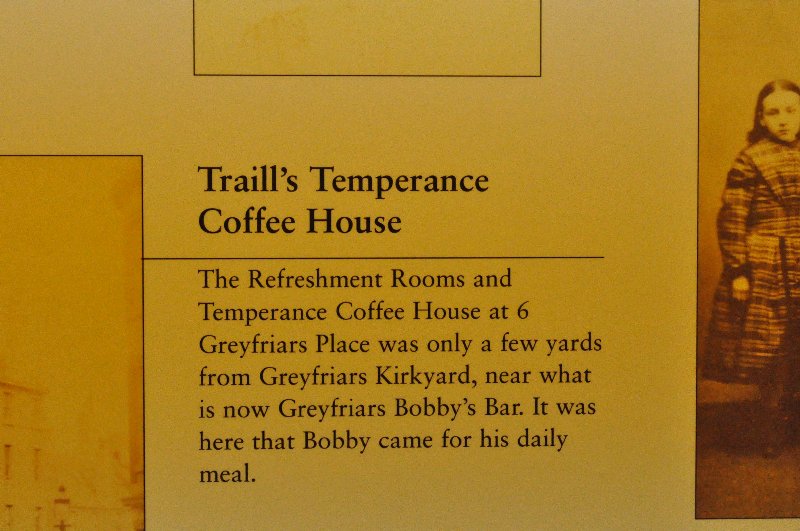 Traill's Temperance
Coffee House
The Refreshment Rooms and
Temperance Coffee House at 6
Greyfriars Place was only a few yards
from Greyfriars Kirkyard, near what
is now Greyfriars Bobby's Bar. It was
here that Bobby came for his daily
meal.